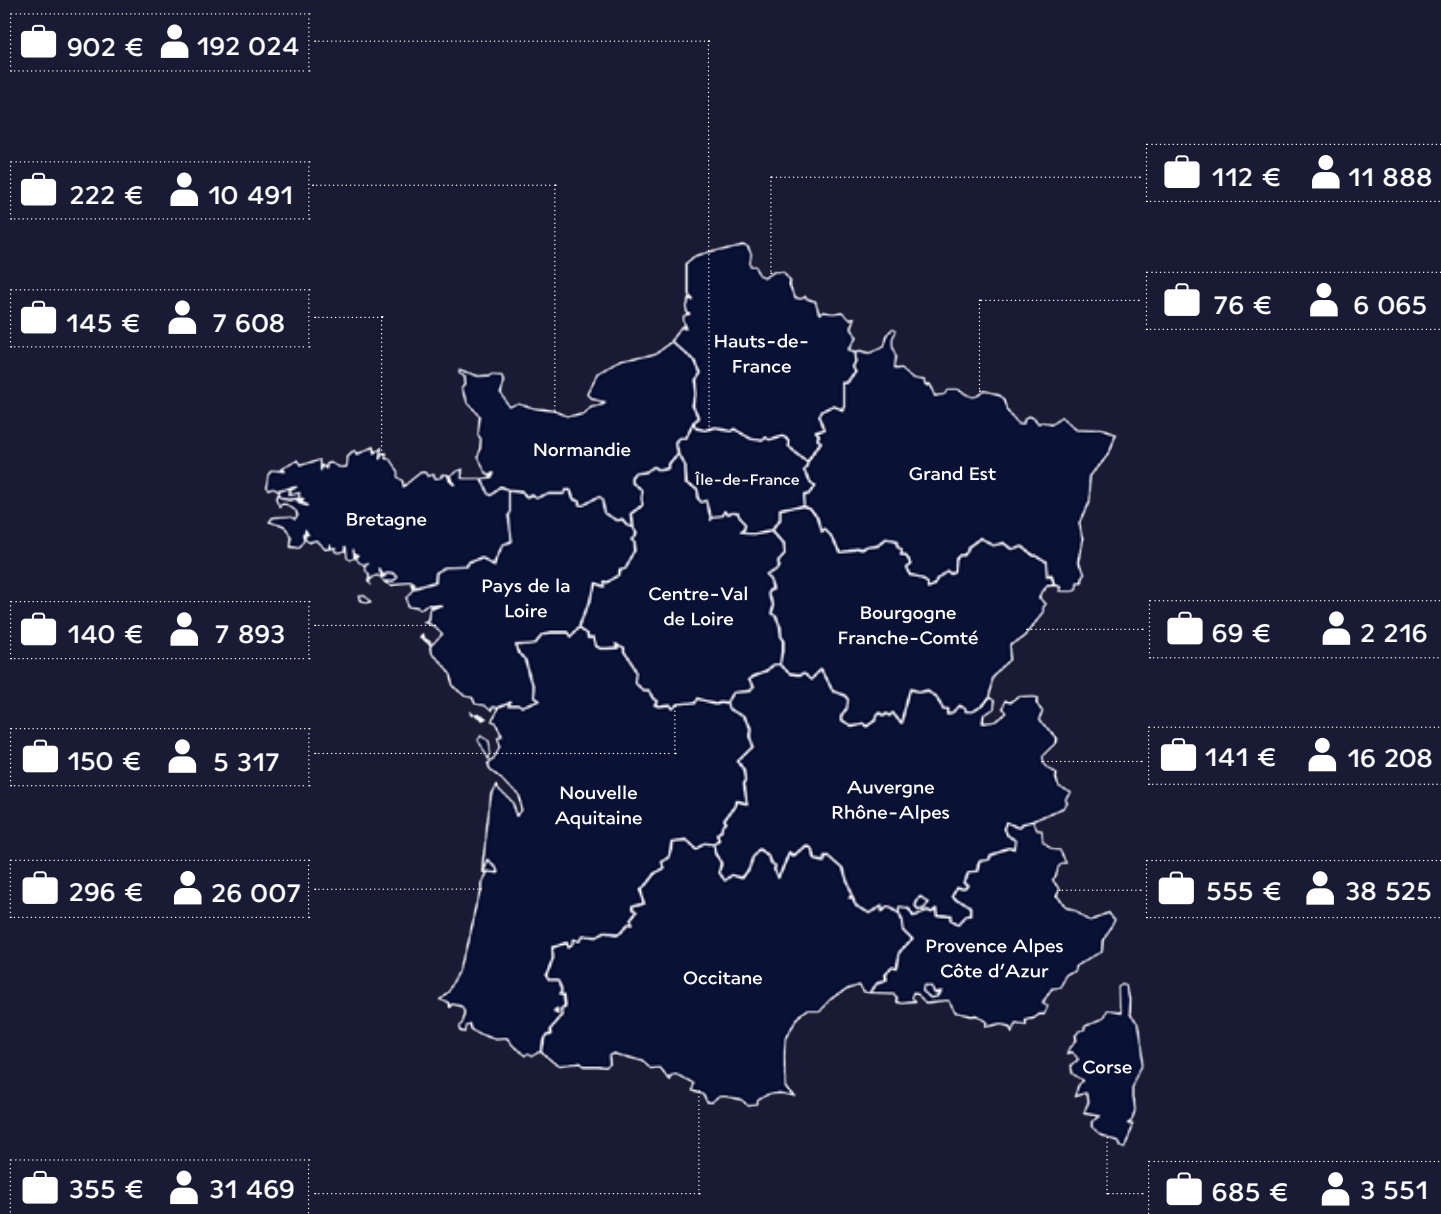 902 € 192 024
222 € 10 491
112 € 11 888
145 € 7 608
76 € 6 065
Hauts-de-
France
Normandie
Île-de-France
Grand Est
Bretagne
Pays de la
Loire
Centre-Val
de Loire
Bourgogne
Franche-Comté
140 € 7 893
69 € 2 216
150 € 5 317
141 € 16 208
Nouvelle
Aquitaine
Auvergne
Rhône-Alpes
296 € 26 007
555 € 38 525
Occitane
Provence Alpes
Côte d'Azur
Corse
355 € 31 469
685 € 3 551